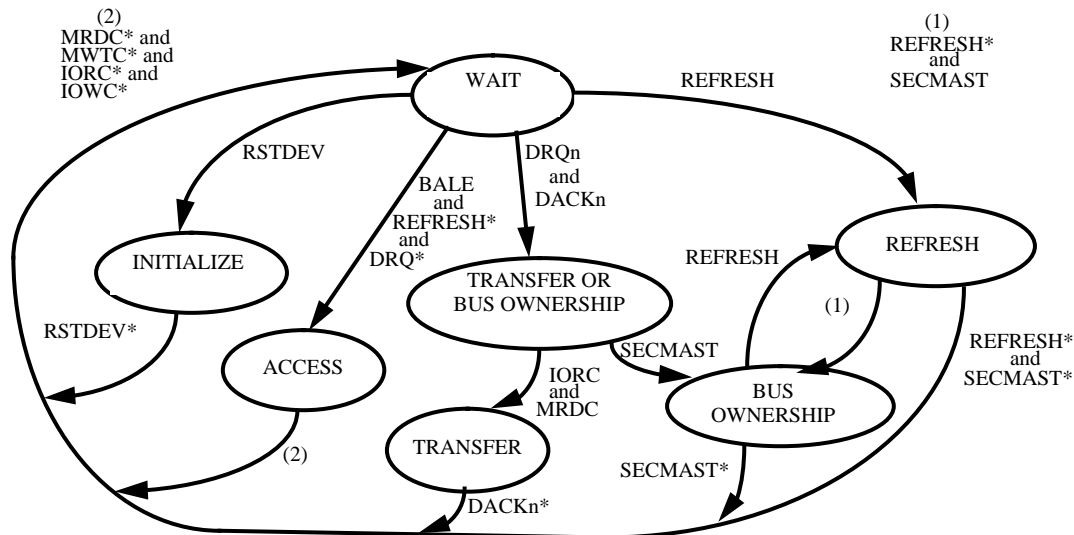 (2)
MRDC* and
MWTC* and
IORC* and
IOWC*
(1)
REFRESH*
and
SECMAST
WAIT
REFRESH
RSTDEV
DRQn
and
DACKn
BALE
and
REFRESH*
and
DRQ*
INITIALIZE
REFRESH
REFRESH
TRANSFER OR
BUS OWNERSHIP
(1)
RSTDEV*
ACCESS
SECMAST
REFRESH*
and
SECMAST*
IORC
and
MRDC
BUS
OWNERSHIP
TRANSFER
(2)
SECMAST*
DACKn*